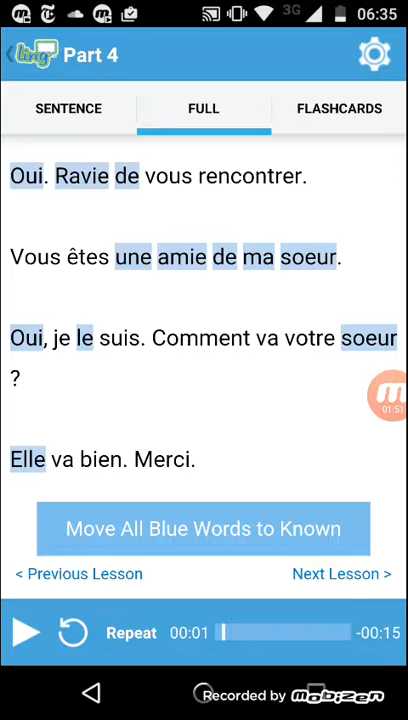 3G 06:35
ling Part 4
SENTENCE FULL FLASHCARDS
Oui. Ravie de vous rencontrer.
Vous êtes une amie de ma soeur.
Oui, je le suis. Comment va votre soeur
?
01:51
Elle va bien. Merci.
Move All Blue Words to Known
< Previous Lesson Next Lesson >
Repeat 00:01 -00:15
Recorded by mobizen